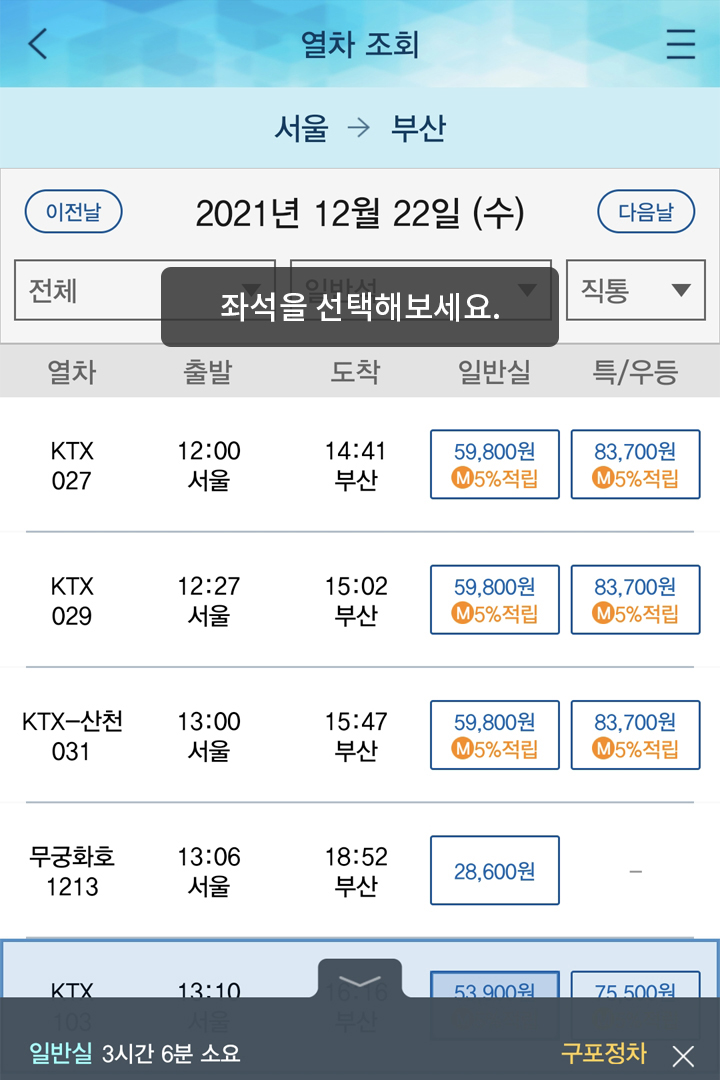 열차 조회
서울 → 부산
이전날 2021년 12월 22일 (수) 다음날
전체 일반석 직통
좌석을 선택해보세요.
열차 출발 도착 일반실 특/우등
KTX 12:00 14:41 59,800원 83,700원
027 서울 부산 M5%적립 M5%적립
KTX 12:27 15:02 59,800원 83,700원
029 서울 부산 M5%적립 M5%적립
KTX-산천 13:00 15:47 59,800원 83,700원
031 서울 부산 M5%적립 M5%적립
무궁화호 13:06 18:52 28,600원 -
1213 서울 부산
KTX 13:10 16:16 53,900원 75,500원
103 서울 부산
일반실 3시간 6분 소요 구포정차